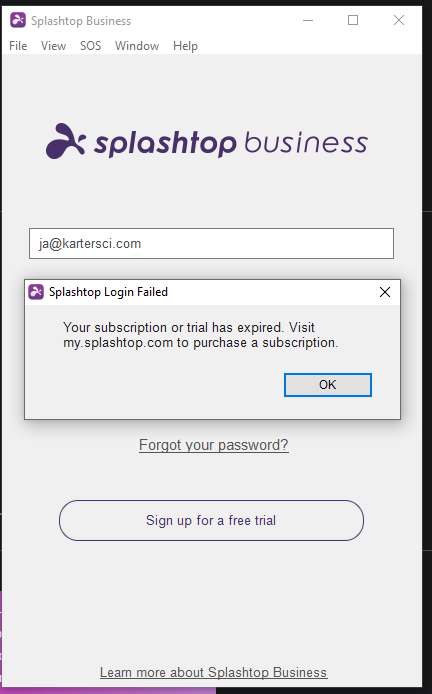 Splashtop Business
File View SOS Window Help
splashtop business
ja@kartersci.com
Splashtop Login Failed
Your subscription or trial has expired. Visit
my.splashtop.com to purchase a subscription.
OK
Forgot your password?
Sign up for a free trial
Learn more about Splashtop Business